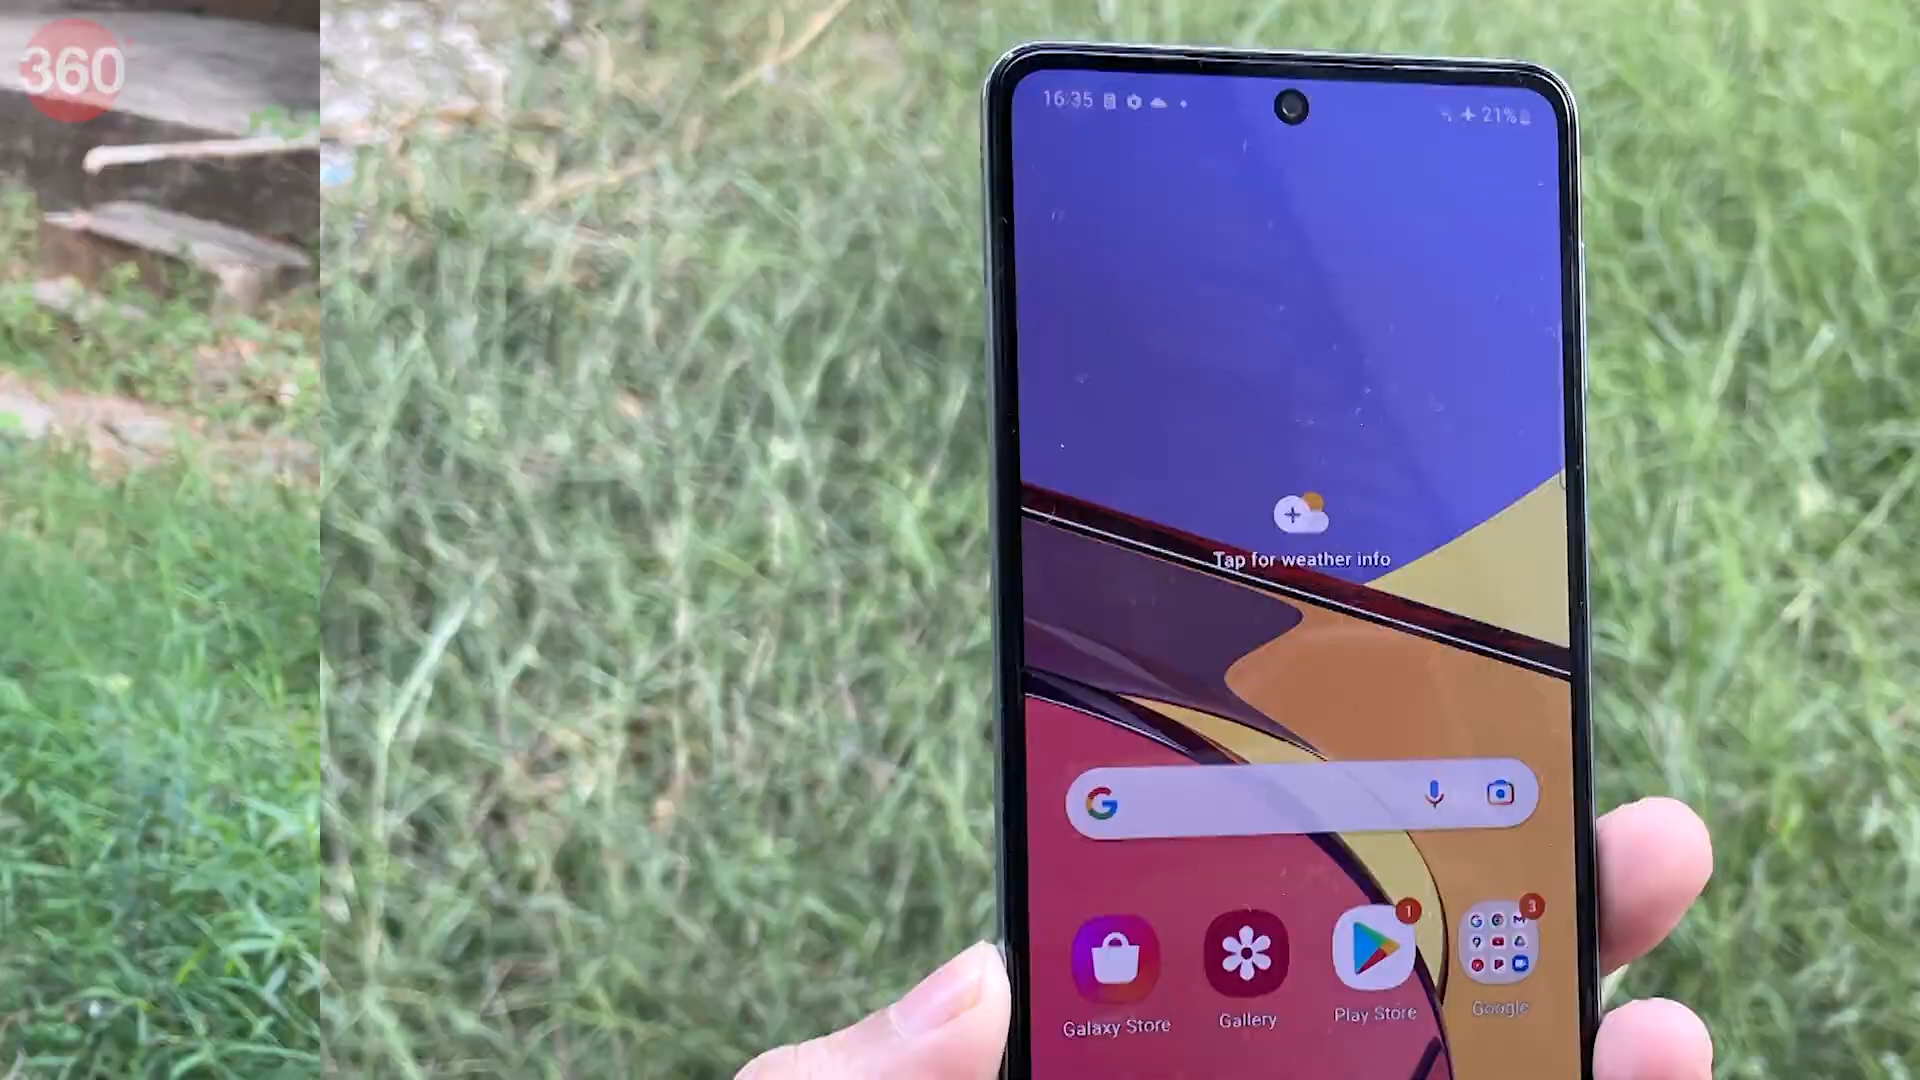 360
16:35
21%
Tap for weather info
1
3
Galaxy Store
Gallery
Play Store
Google